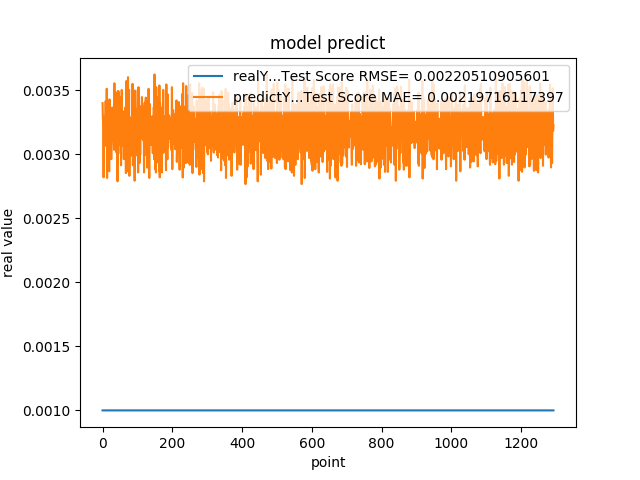 model predict
realY...Test Score RMSE= 0.00220510905601
predictY...Test Score MAE= 0.00219716117397
0.0035
0.0030
0.0025
0.0020
0.0015
0.0010
real value
0 200 400 600 800 1000 1200
point